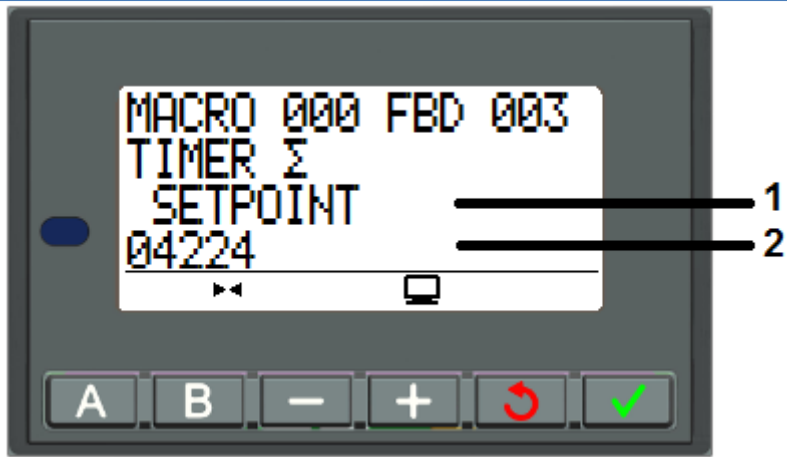 MACRO 000 FBD 003
TIMER Σ
SETPOINT
04224
1
2
A B − +